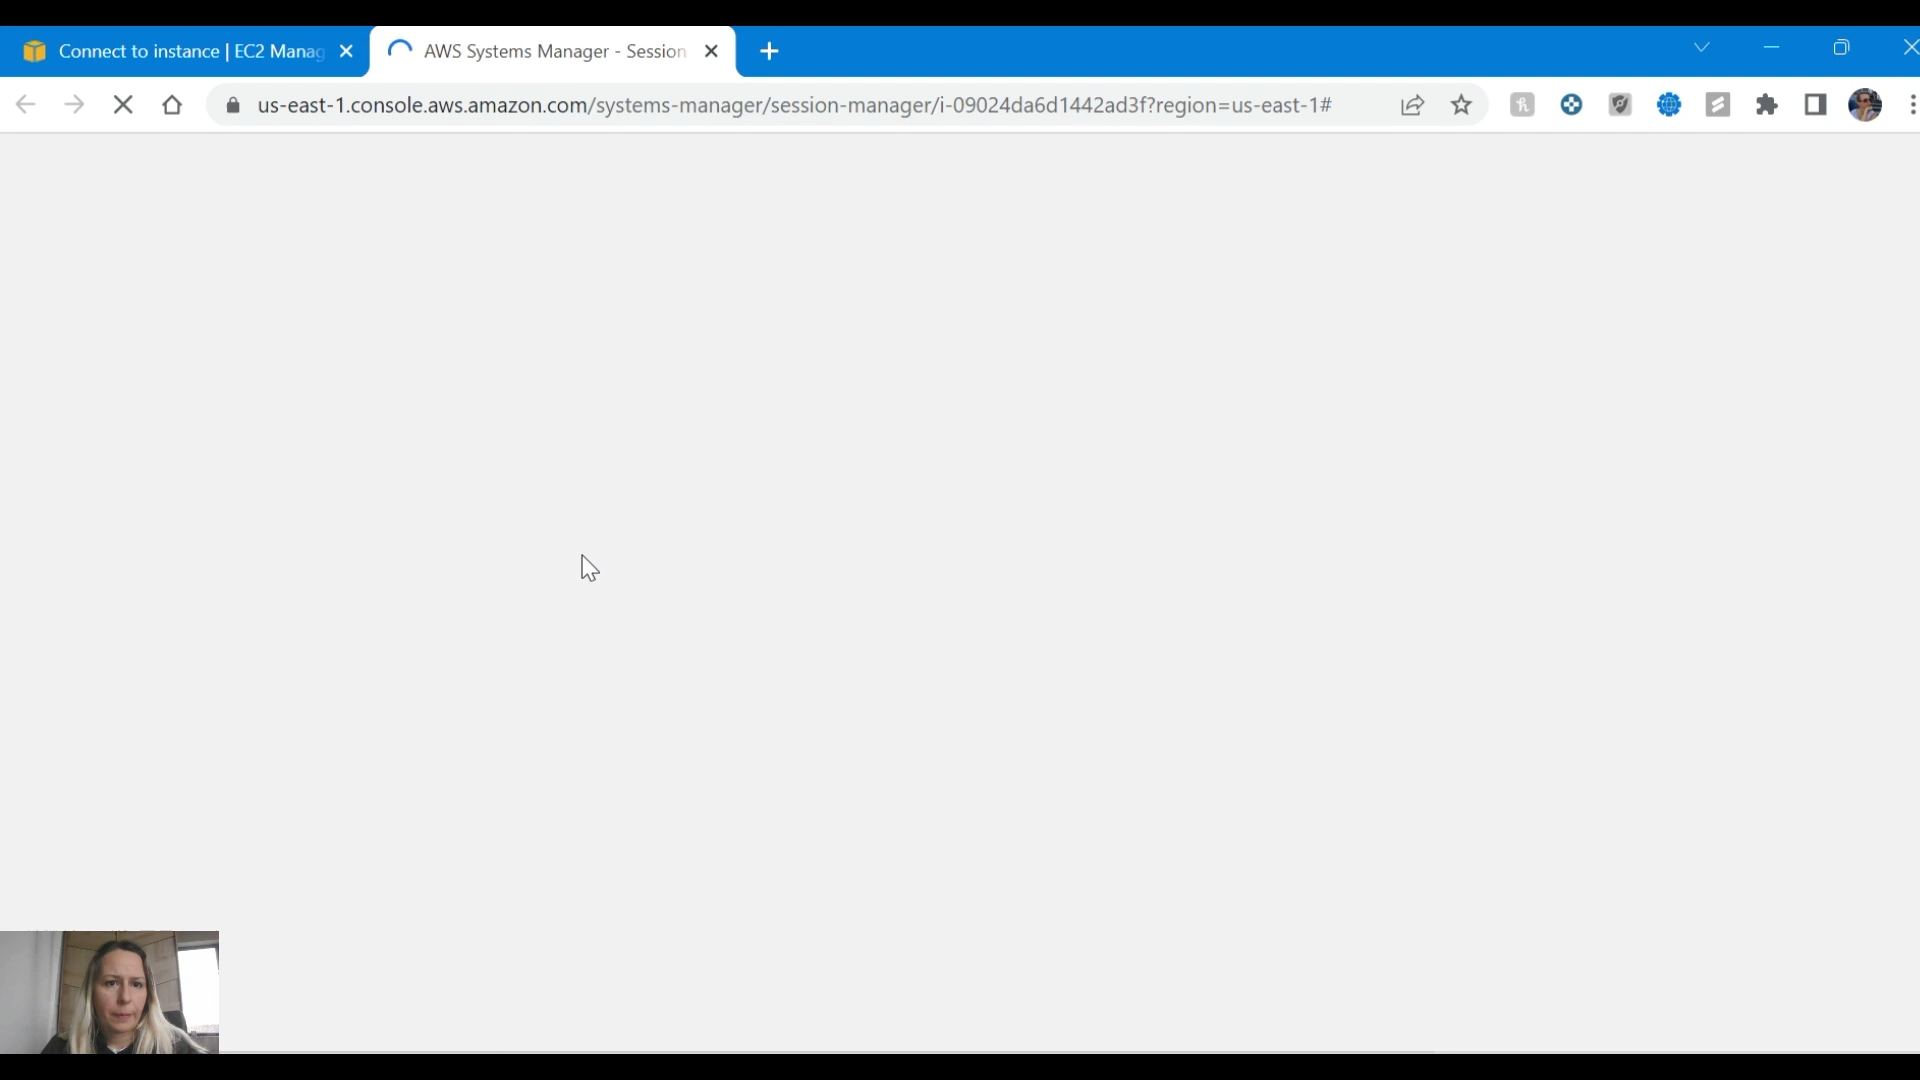 Connect to instance | EC2 Manag
AWS Systems Manager - Session
us-east-1.console.aws.amazon.com/systems-manager/session-manager/i-09024da6d1442ad3f?region=us-east-1#